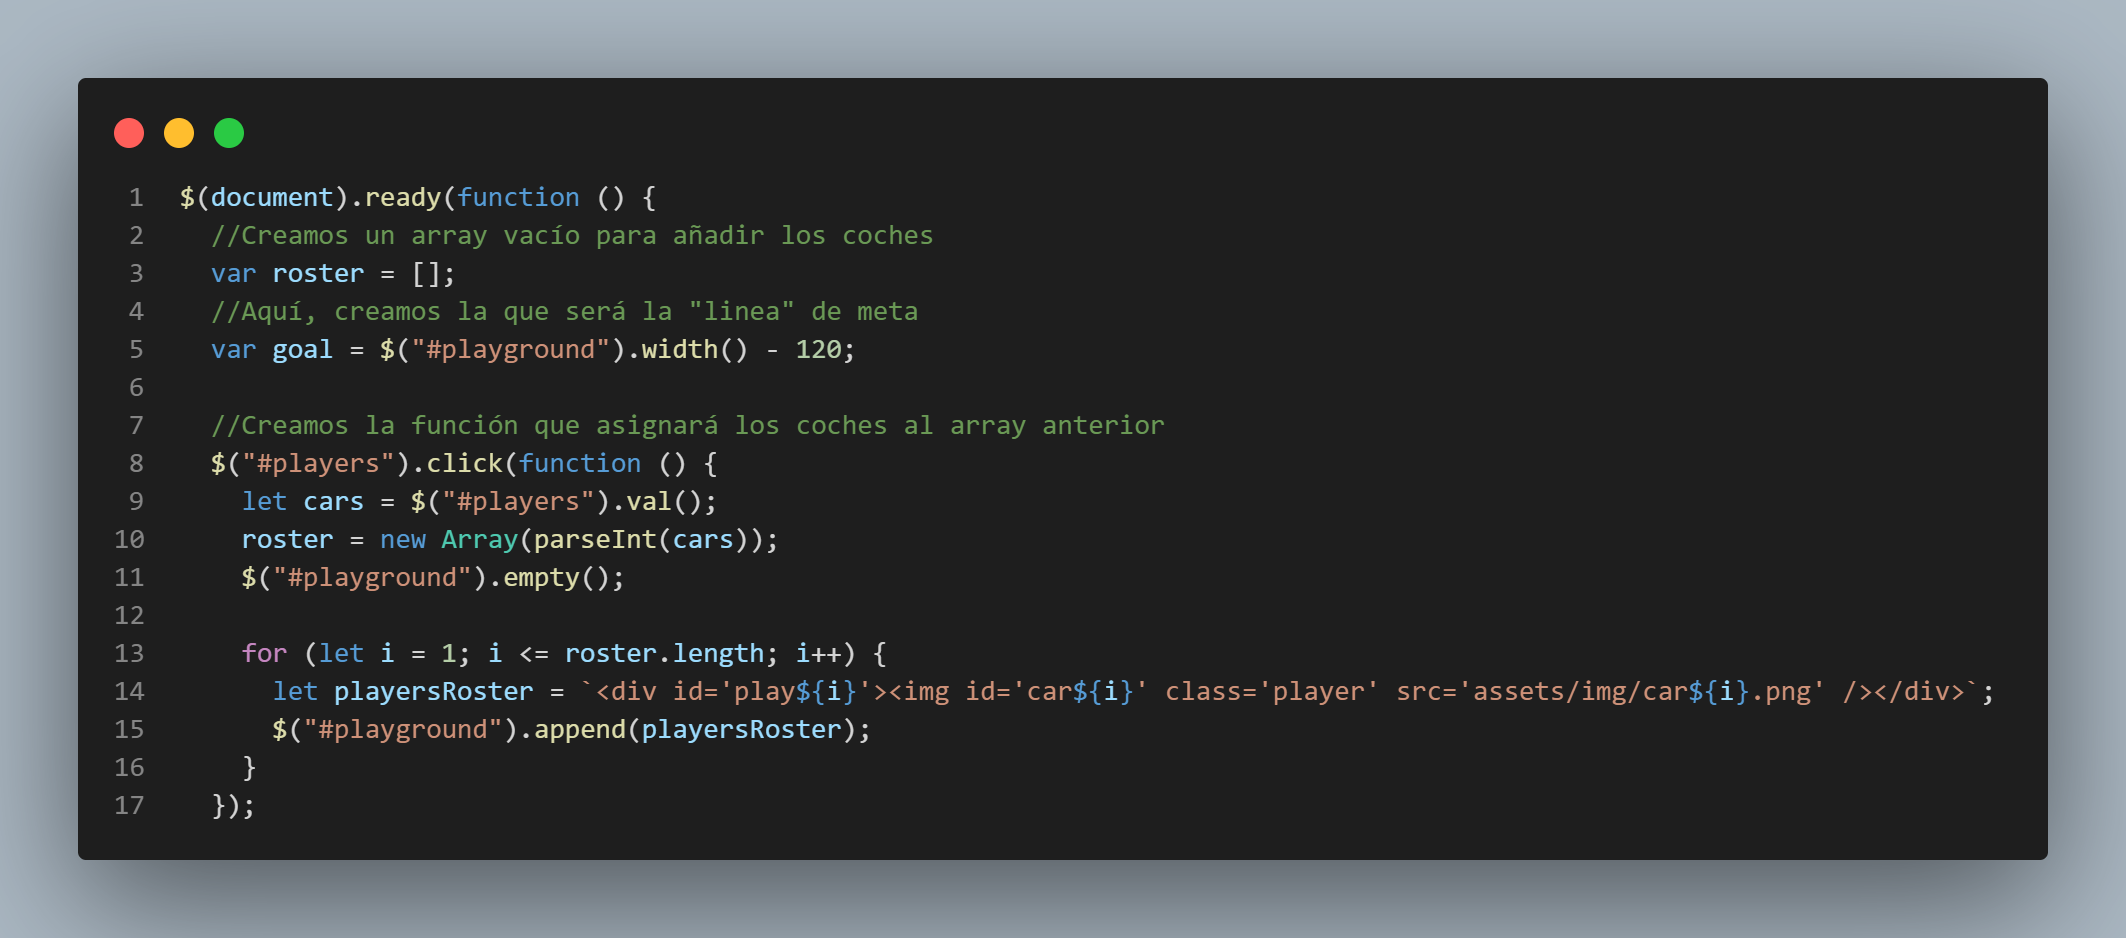 1 $(document).ready(function () {
2 //Creamos un array vacío para añadir los coches
3 var roster = [];
4 //Aquí, creamos la que será la "linea" de meta
5 var goal = $("#playground").width() - 120;
6
7 //Creamos la función que asignará los coches al array anterior
8 $("#players").click(function () {
9 let cars = $("#players").val();
10 roster = new Array(parseInt(cars));
11 $("#playground").empty();
12
13 for (let i = 1; i <= roster.length; i++) {
14 let playersRoster = `<div id='play${i}'><img id='car${i}' class='player' src='assets/img/car${i}.png' /></div>`;
15 $("#playground").append(playersRoster);
16 }
17 });